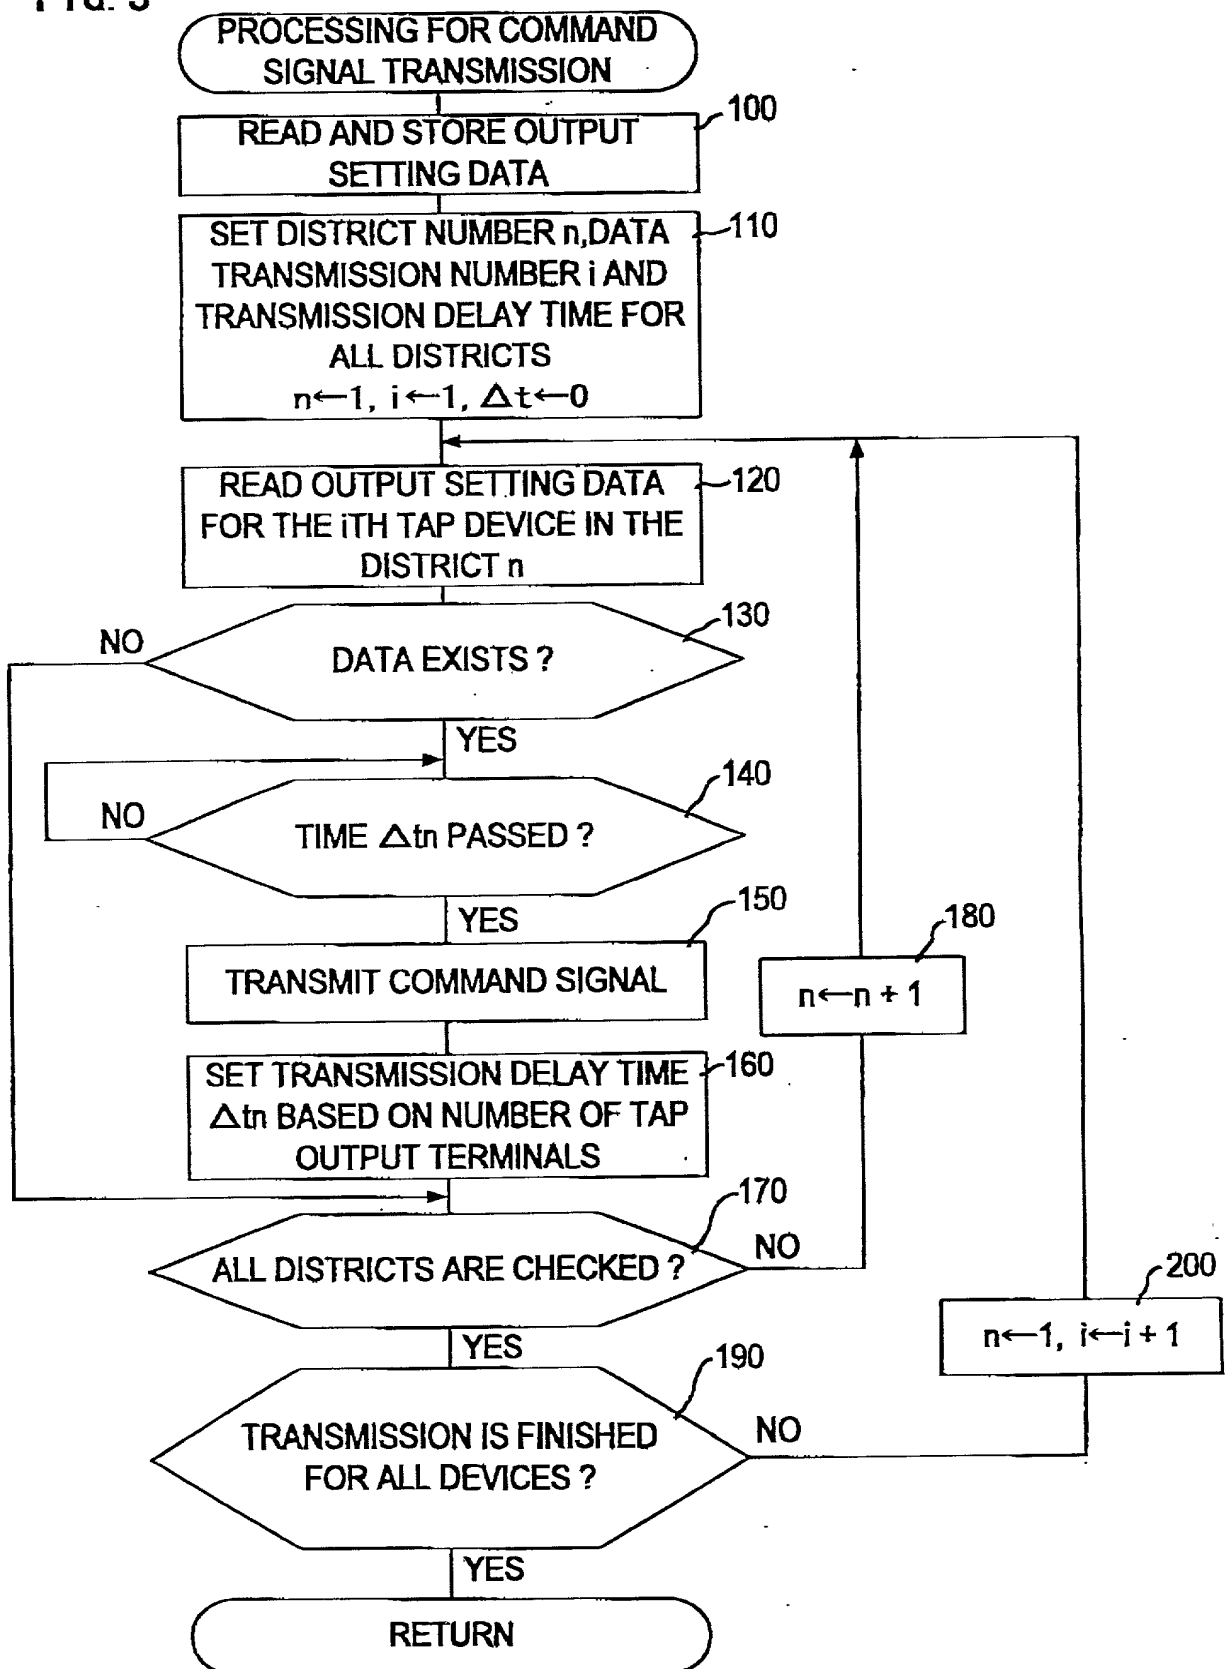 FIG. 3
PROCESSING FOR COMMAND
SIGNAL TRANSMISSION
100
READ AND STORE OUTPUT
SETTING DATA
110
SET DISTRICT NUMBER n,DATA
TRANSMISSION NUMBER i AND
TRANSMISSION DELAY TIME FOR
ALL DISTRICTS
n←1, i←1, △t←0
120
READ OUTPUT SETTING DATA
FOR THE iTH TAP DEVICE IN THE
DISTRICT n
130
NO
DATA EXISTS ?
YES
140
NO
TIME △tn PASSED ?
YES
150
TRANSMIT COMMAND SIGNAL
180
n←n + 1
160
SET TRANSMISSION DELAY TIME
△tn BASED ON NUMBER OF TAP
OUTPUT TERMINALS
170
ALL DISTRICTS ARE CHECKED ?
NO
YES
200
n←1, i←i + 1
190
TRANSMISSION IS FINISHED
FOR ALL DEVICES ?
NO
YES
RETURN